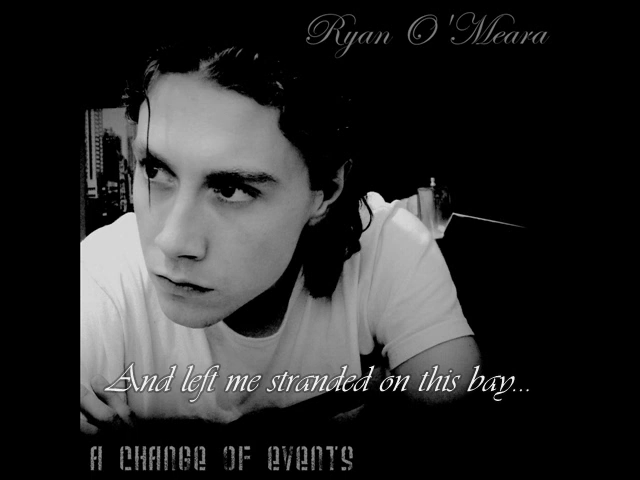 Ryan O'Meara
And left me stranded on this bay...
A CHANGE OF EVENTS